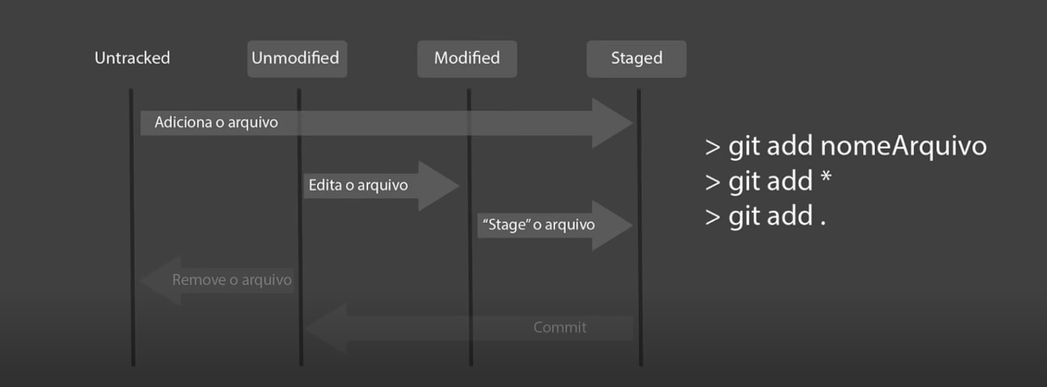 Untracked
Unmodified
Modified
Staged
Adiciona o arquivo
Edita o arquivo
“Stage” o arquivo
Remove o arquivo
Commit
> git add nomeArquivo
> git add *
> git add .